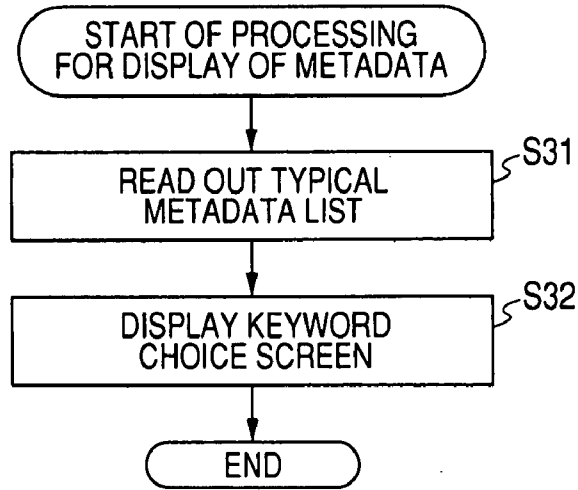 START OF PROCESSING
FOR DISPLAY OF METADATA
S31
READ OUT TYPICAL
METADATA LIST
S32
DISPLAY KEYWORD
CHOICE SCREEN
END